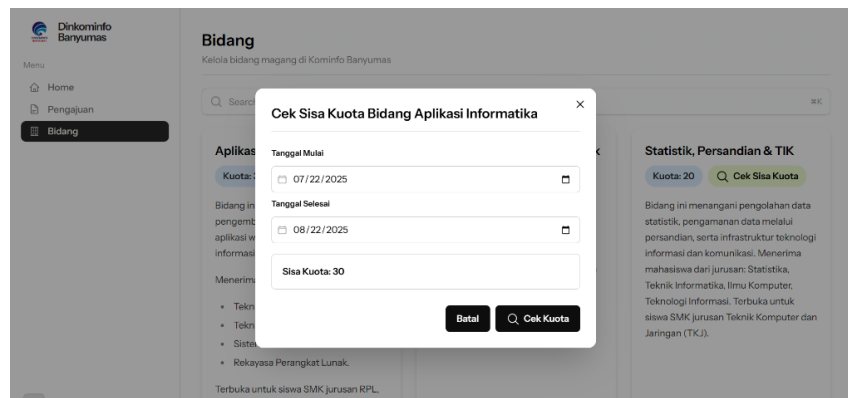 Dinkominfo
Banyumas
Menu
Home
Pengajuan
Bidang
Bidang
Kelola bidang magang di Kominfo Banyumas
Search
⌘K
Cek Sisa Kuota Bidang Aplikasi Informatika
Tanggal Mulai
07/22/2025
Tanggal Selesai
08/22/2025
Sisa Kuota: 30
Batal
Cek Kuota
Kuota:
Bidang
informasi
• Rekayasa Perangkat Lunak.
Terbuka untuk siswa SMK jurusan RPL,
Statistik, Persandian & TIK
Kuota: 20
Cek Sisa Kuota
Bidang ini menangani pengolahan data
statistik, pengamanan data melalui
persandian, serta infrastruktur teknologi
informasi dan komunikasi. Menerima
mahasiswa dari jurusan: Statistika,
Teknik Informatika, Ilmu Komputer,
Teknologi Informasi. Terbuka untuk
siswa SMK jurusan Teknik Komputer dan
Jaringan (TKJ).